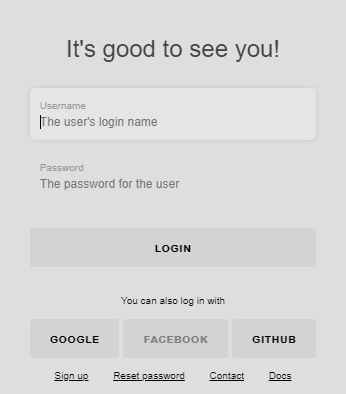 It's good to see you!
Username
The user's login name
Password
The password for the user
LOGIN
You can also log in with
GOOGLE FACEBOOK GITHUB
Sign up Reset password Contact Docs